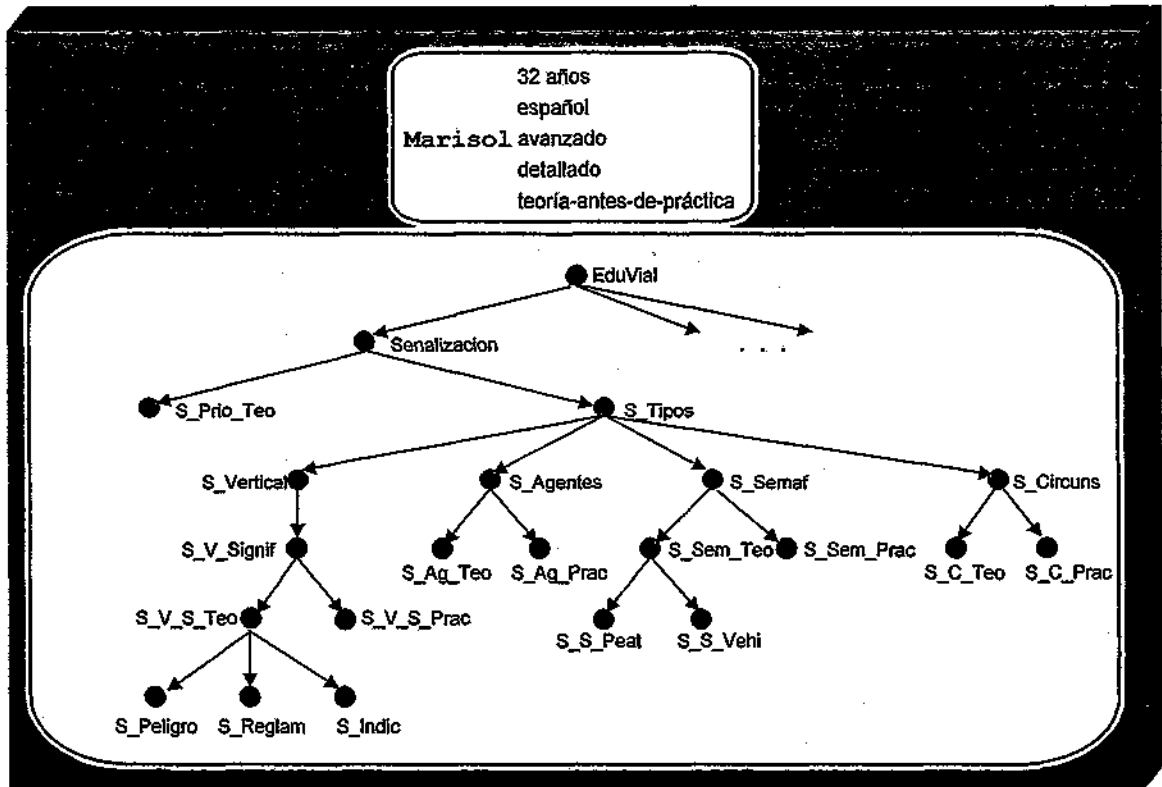 32 años
español
Marisol avanzado
detallado
teoría-antes-de-práctica
EduVial
Senalizacion
. . .
S_Prio_Teo
S_Tipos
S_Vertical
S_Agentes
S_Semaf
S_Circuns
S_V_Signif
S_Ag_Teo
S_Ag_Prac
S_Sem_Teo
S_Sem_Prac
S_C_Teo
S_C_Prac
S_V_S_Teo
S_V_S_Prac
S_S_Peat
S_S_Vehi
S_Peligro
S_Reglam
S_Indic